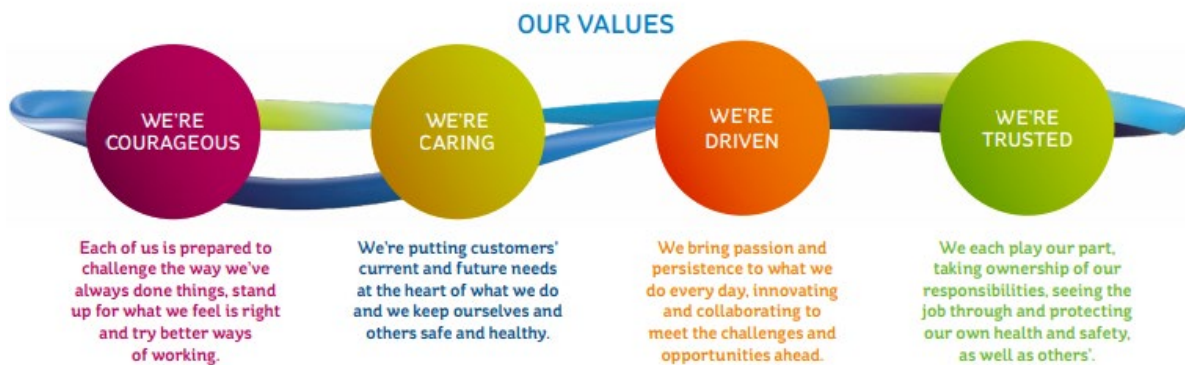 OUR VALUES
WE'RE
COURAGEOUS
Each of us is prepared to
challenge the way we've
always done things, stand
up for what we feel is right
and try better ways
of working.
WE'RE
CARING
We're putting customers'
current and future needs
at the heart of what we do
and we keep ourselves and
others safe and healthy.
WE'RE
DRIVEN
We bring passion and
persistence to what we
do every day, innovating
and collaborating to
meet the challenges and
opportunities ahead.
WE'RE
TRUSTED
We each play our part,
taking ownership of our
responsibilities, seeing the
job through and protecting
our own health and safety,
as well as others'.